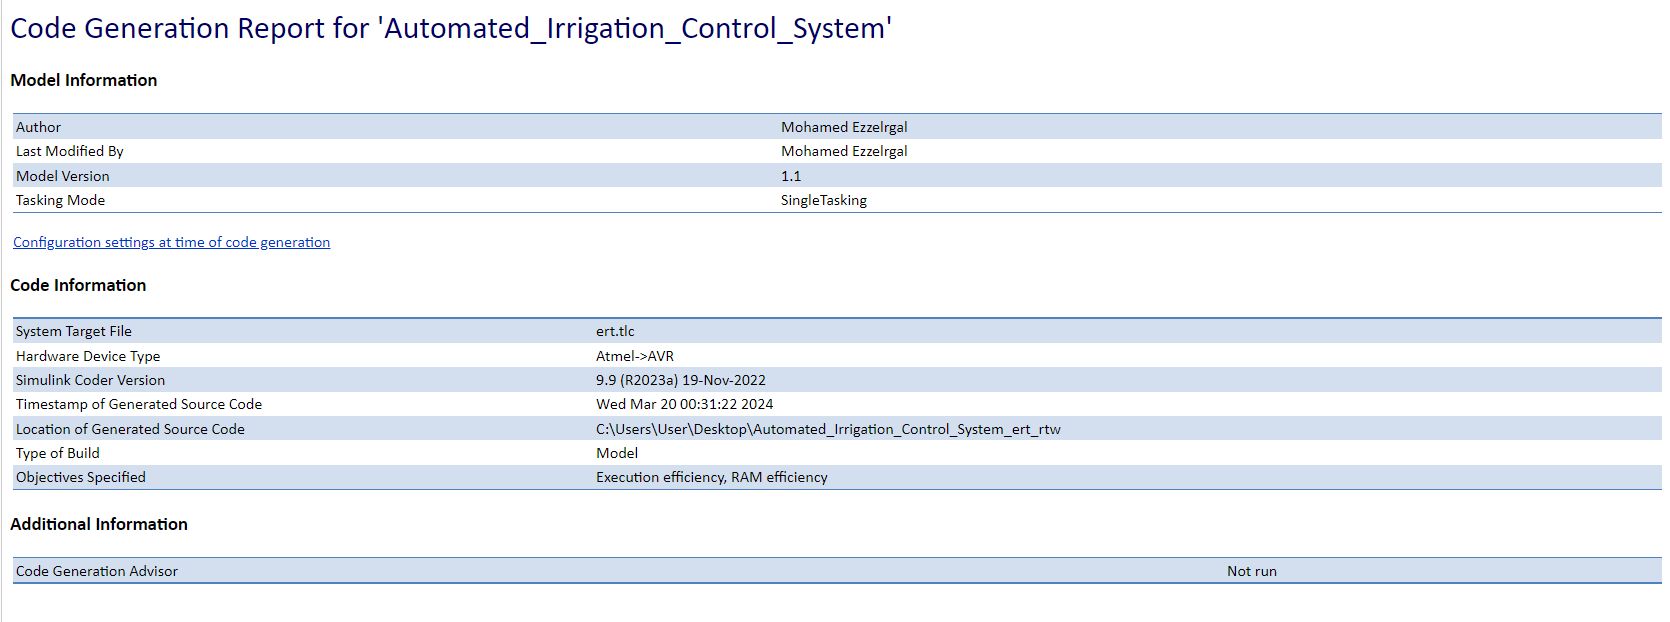 Code Generation Report for 'Automated_Irrigation_Control_System'
Model Information
Author Mohamed Ezzelrgal
Last Modified By Mohamed Ezzelrgal
Model Version 1.1
Tasking Mode SingleTasking
Configuration settings at time of code generation
Code Information
System Target File ert.tlc
Hardware Device Type Atmel->AVR
Simulink Coder Version 9.9 (R2023a) 19-Nov-2022
Timestamp of Generated Source Code Wed Mar 20 00:31:22 2024
Location of Generated Source Code C:\Users\User\Desktop\Automated_Irrigation_Control_System_ert_rtw
Type of Build Model
Objectives Specified Execution efficiency, RAM efficiency
Additional Information
Code Generation Advisor Not run